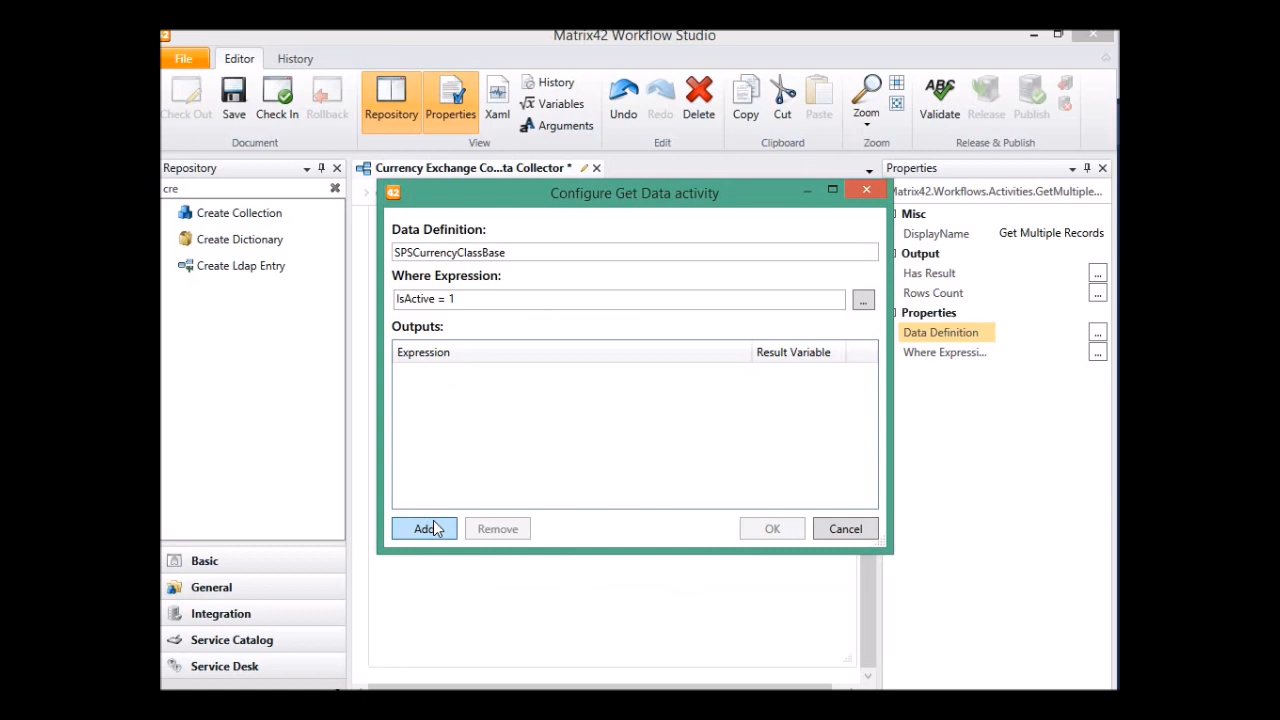 Matrix42 Workflow Studio
File Editor History
Check Out Save Check In Rollback
Document
Repository Properties Xaml
History
Variables
Arguments
View
Undo Redo Delete
Edit
Copy Cut Paste
Clipboard
Zoom
Zoom
Validate Release Publish
Release & Publish
Repository
cre
Create Collection
Create Dictionary
Create Ldap Entry
Basic
General
Integration
Service Catalog
Service Desk
Currency Exchange Co...ta Collector *
42
Configure Get Data activity
Data Definition:
SPSCurrencyClassBase
Where Expression:
IsActive = 1
...
Outputs:
Expression Result Variable
Add Remove OK Cancel
Properties
Matrix42.Workflows.Activities.GetMultiple...
Misc
DisplayName Get Multiple Records
Output
Has Result ...
Rows Count ...
Properties
Data Definition ...
Where Expressi... ...